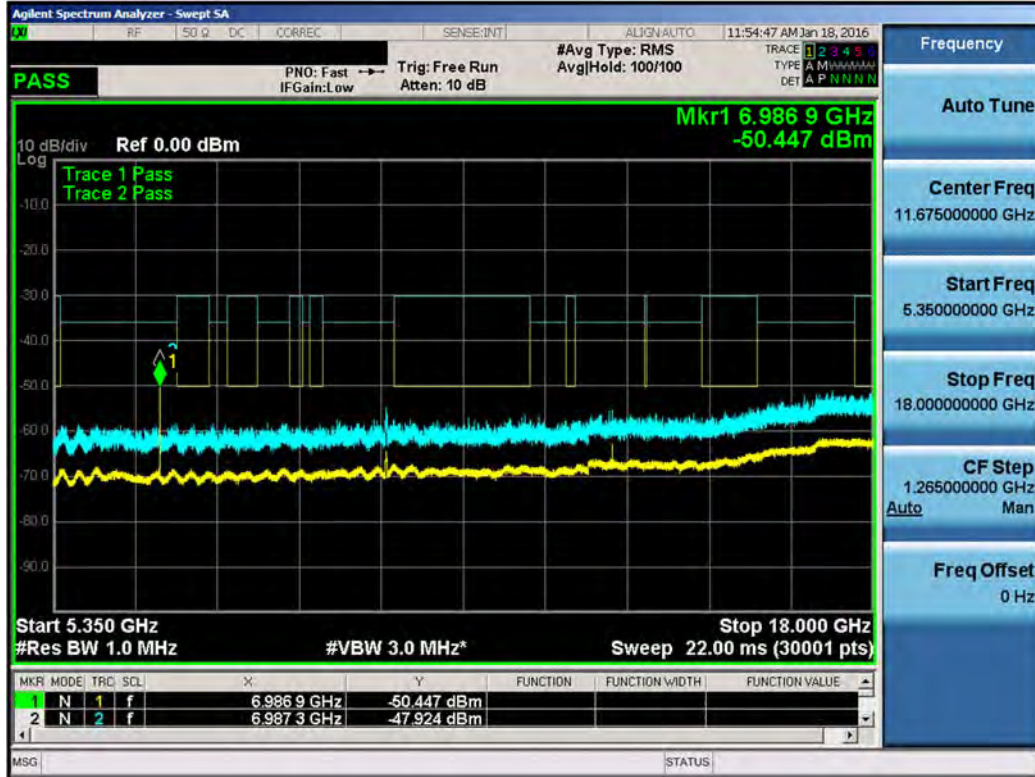 Agilent Spectrum Analyzer - Swept SA
LXI RF 50 Ω DC CORREC SENSE:INT ALIGN AUTO 11:54:47 AM Jan 18, 2016
PASS
PNO: Fast
IFGain:Low
Trig: Free Run
Atten: 10 dB
#Avg Type: RMS
Avg|Hold: 100/100
TRACE 1 2 3 4 5 6
TYPE A M
DET A P N N N N
Mkr1 6.986 9 GHz
-50.447 dBm
10 dB/div Ref 0.00 dBm
Log
Trace 1 Pass
Trace 2 Pass
-10.0
-20.0
-30.0
-40.0
-50.0
-60.0
-70.0
-80.0
-90.0
1
Start 5.350 GHz Stop 18.000 GHz
#Res BW 1.0 MHz #VBW 3.0 MHz* Sweep 22.00 ms (30001 pts)
MKR MODE TRC SCL X Y FUNCTION FUNCTION WIDTH FUNCTION VALUE
1 N 1 f 6.986 9 GHz -50.447 dBm
2 N 2 f 6.987 3 GHz -47.924 dBm
MSG STATUS
Frequency
Auto Tune
Center Freq
11.675000000 GHz
Start Freq
5.350000000 GHz
Stop Freq
18.000000000 GHz
CF Step
1.265000000 GHz
Auto Man
Freq Offset
0 Hz